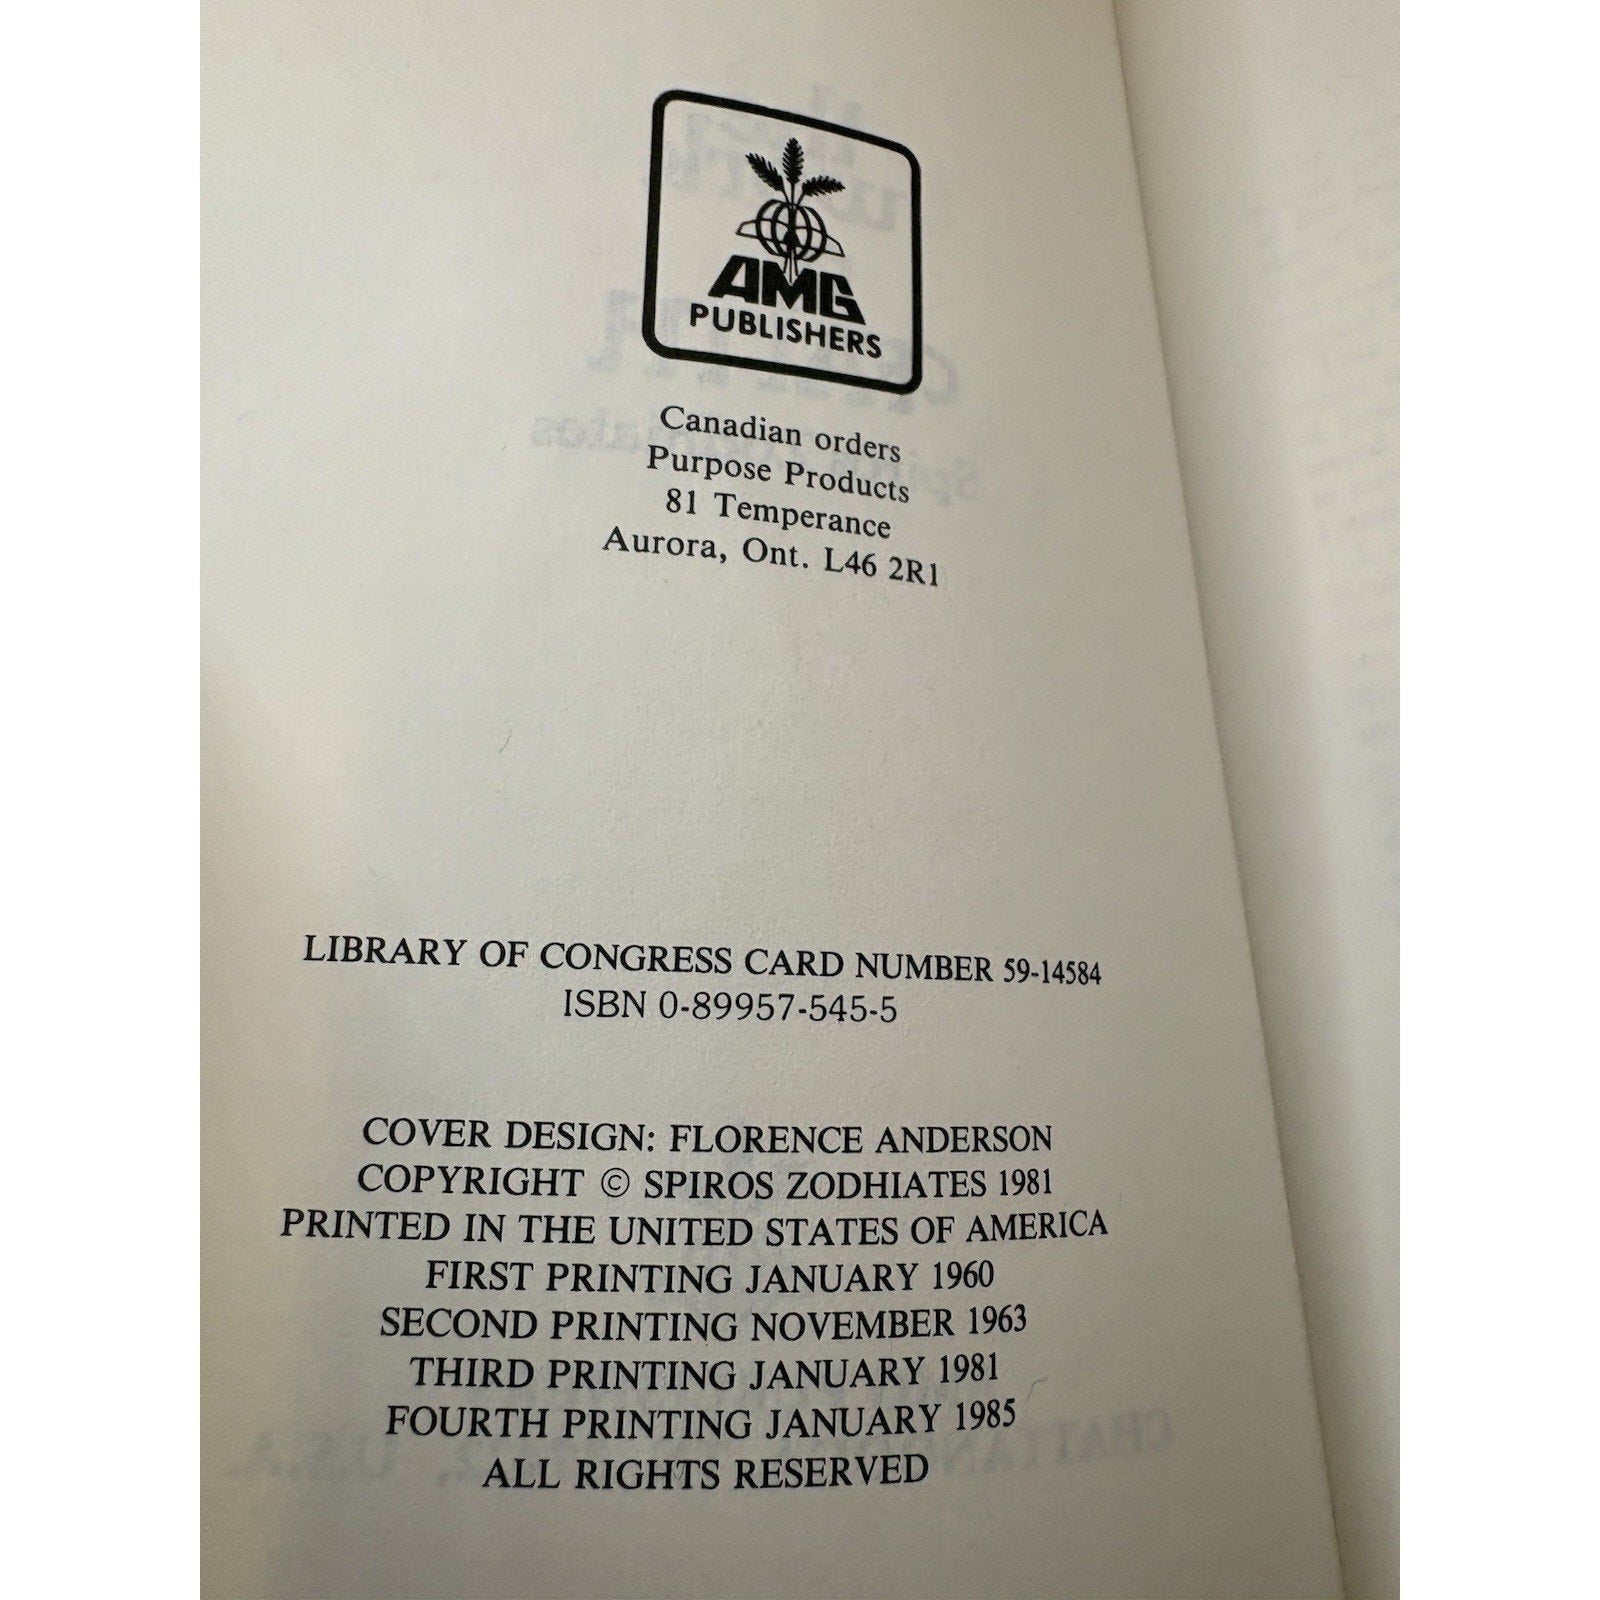 AMG
PUBLISHERS
Canadian orders
Purpose Products
81 Temperance
Aurora, Ont. L46 2R1
LIBRARY OF CONGRESS CARD NUMBER 59-14584
ISBN 0-89957-545-5
COVER DESIGN: FLORENCE ANDERSON
COPYRIGHT © SPIROS ZODHIATES 1981
PRINTED IN THE UNITED STATES OF AMERICA
FIRST PRINTING JANUARY 1960
SECOND PRINTING NOVEMBER 1963
THIRD PRINTING JANUARY 1981
FOURTH PRINTING JANUARY 1985
ALL RIGHTS RESERVED